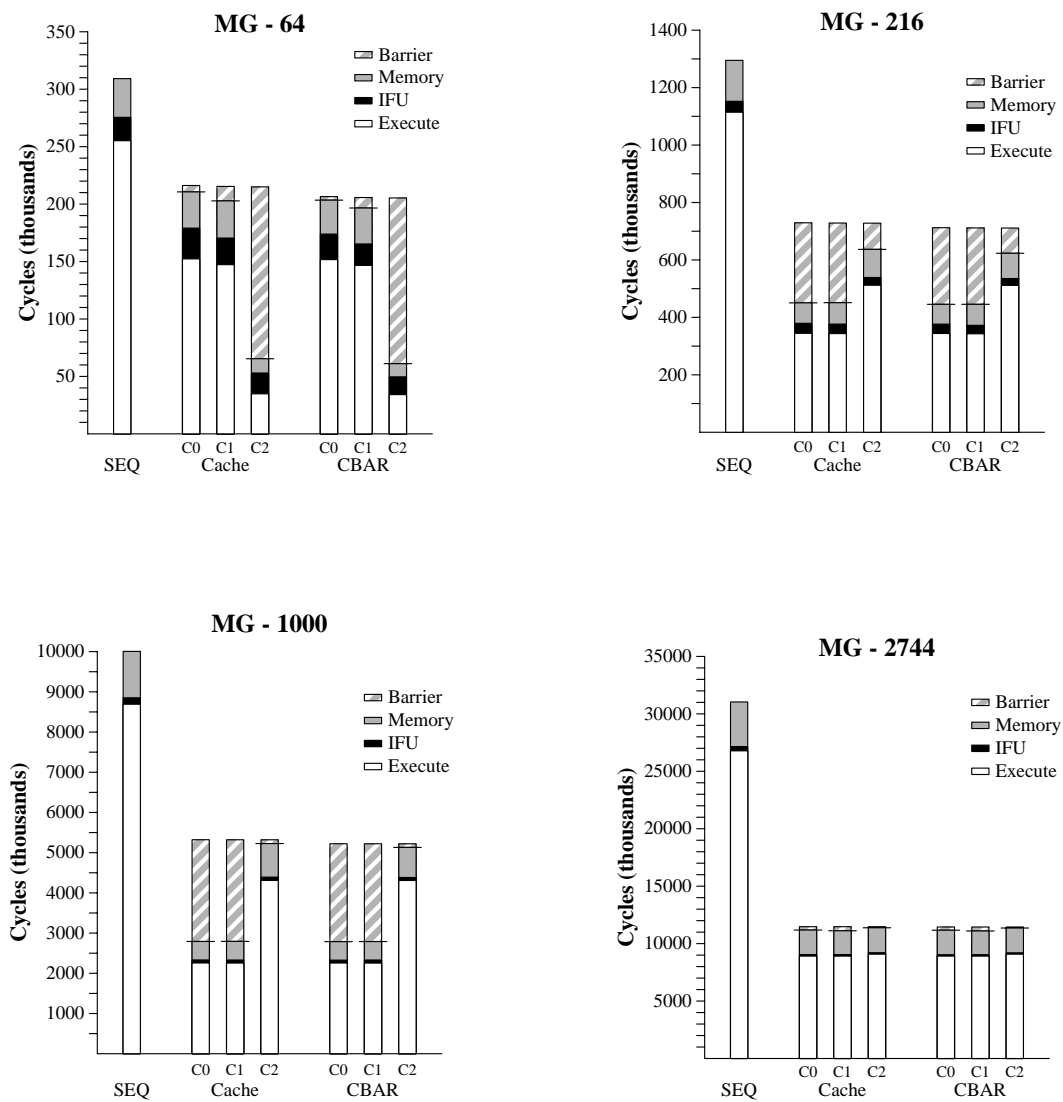 MG - 64
Cycles (thousands)
350
300
250
200
150
100
50
Barrier
Memory
IFU
Execute
C0 C1 C2 C0 C1 C2
SEQ Cache CBAR
MG - 216
Cycles (thousands)
1400
1200
1000
800
600
400
200
Barrier
Memory
IFU
Execute
C0 C1 C2 C0 C1 C2
SEQ Cache CBAR
MG - 1000
Cycles (thousands)
10000
9000
8000
7000
6000
5000
4000
3000
2000
1000
Barrier
Memory
IFU
Execute
C0 C1 C2 C0 C1 C2
SEQ Cache CBAR
MG - 2744
Cycles (thousands)
35000
30000
25000
20000
15000
10000
5000
Barrier
Memory
IFU
Execute
C0 C1 C2 C0 C1 C2
SEQ Cache CBAR